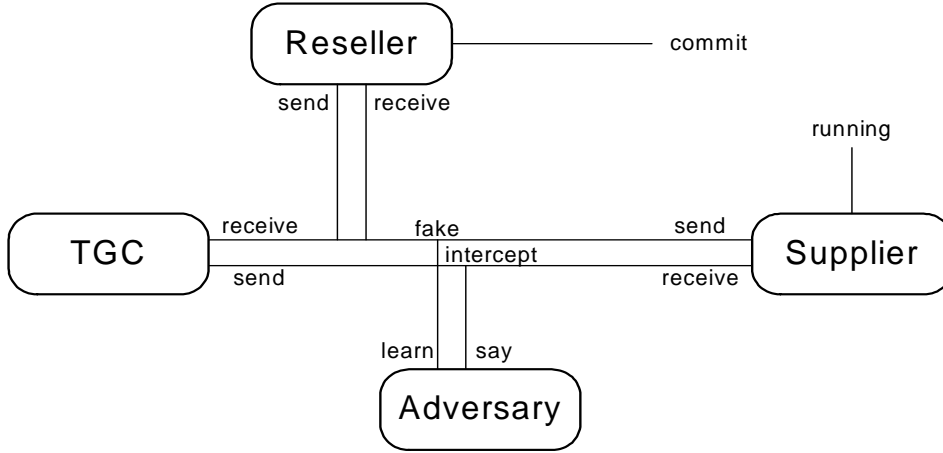 Reseller
commit
send
receive
running
receive
fake
send
TGC
intercept
Supplier
send
receive
learn
say
Adversary